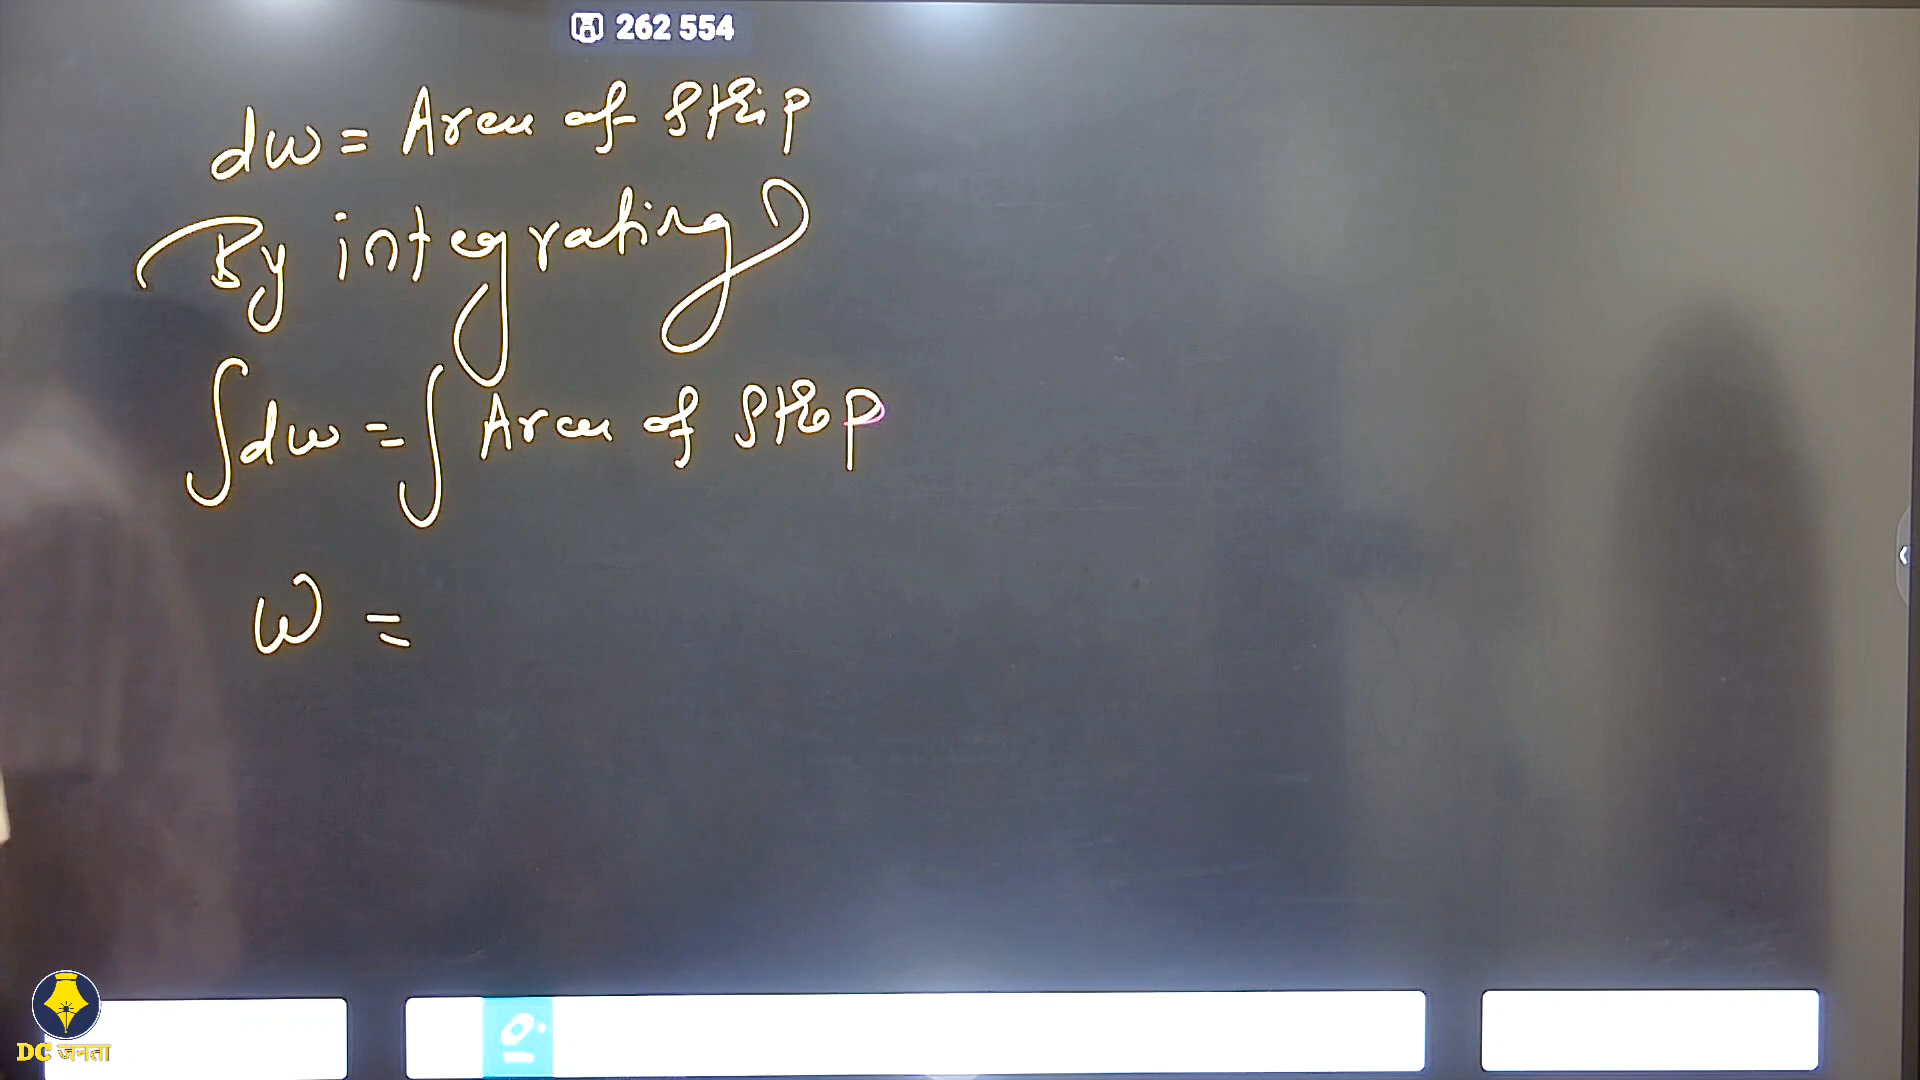 262 554
dw = Area of strip
By integrating
∫dw = ∫ Area of strip
w =
DC जनता